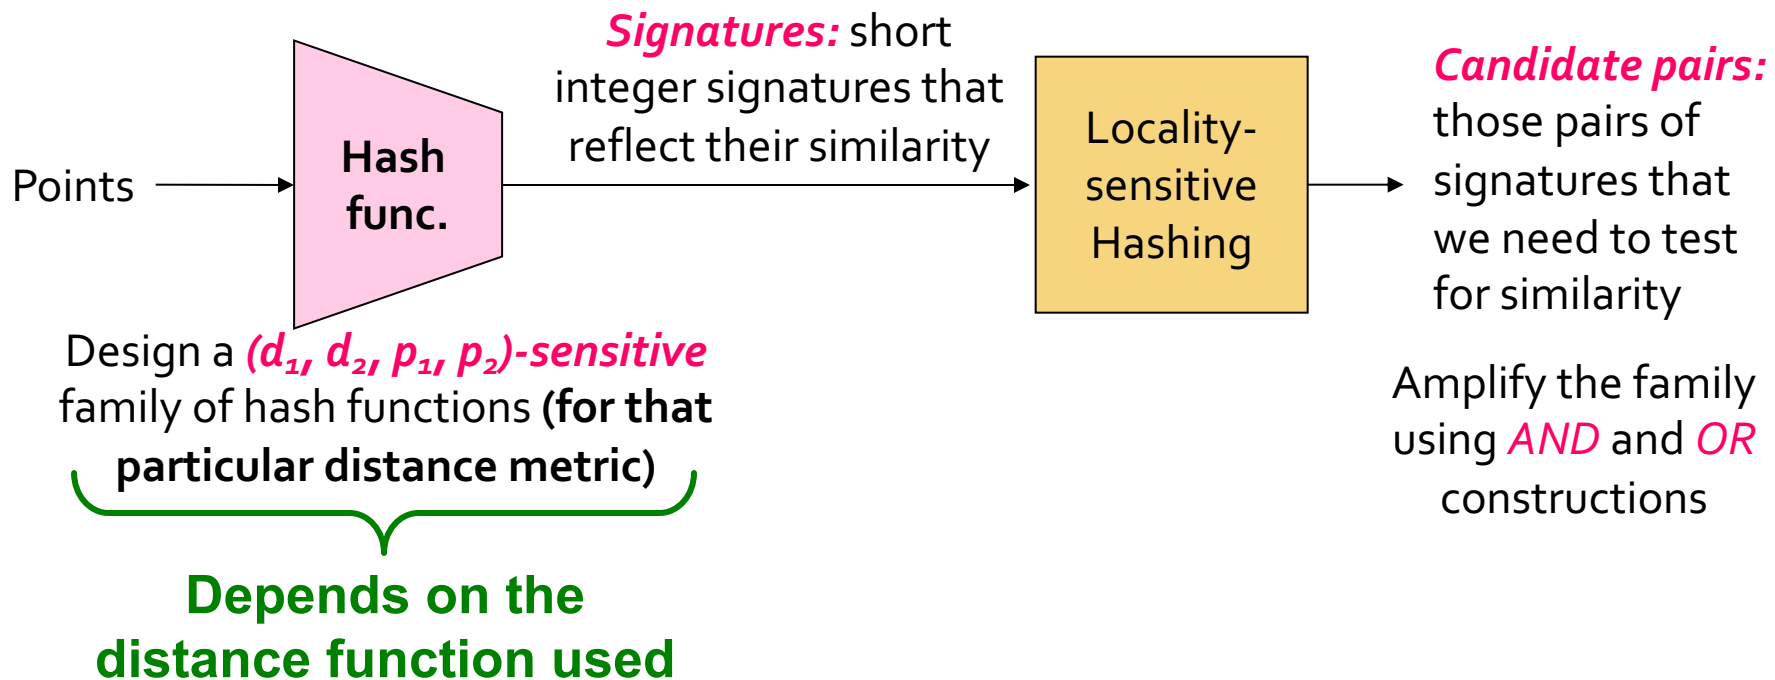 Points
Hash
func.
Signatures: short
integer signatures that
reflect their similarity
Locality-
sensitive
Hashing
Candidate pairs:
those pairs of
signatures that
we need to test
for similarity
Design a (d₁, d₂, p₁, p₂)-sensitive
family of hash functions (for that
particular distance metric)
Depends on the
distance function used
Amplify the family
using AND and OR
constructions